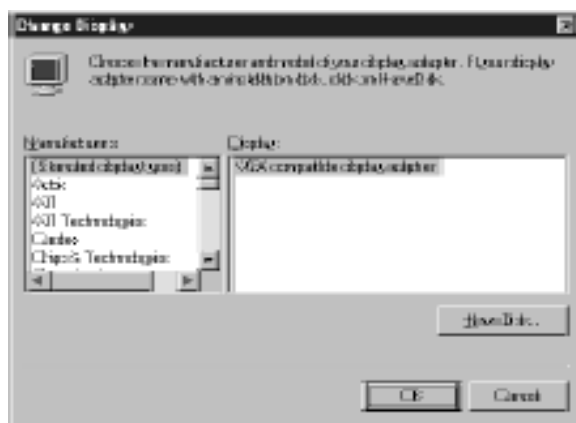 Change Display
Choose the manufacturer and model of your display adapter. If your display
adapter came with an installation disk, click on Have Disk.
Manufacturers:
Display:
(Standard display types)
VGA compatible display adapter
Actix
ATI
ATI Technologies
Cardex
Chips & Technologies
Have Disk...
OK
Cancel